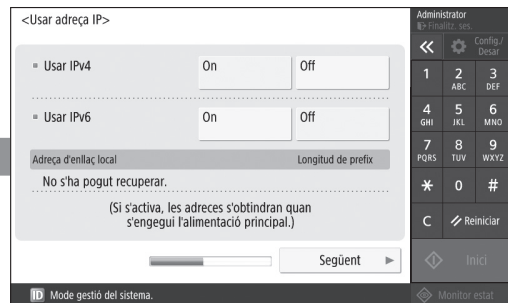 <Usar adreça IP>
Usar IPv4 On Off
Usar IPv6 On Off
Adreça d'enllaç local Longitud de prefix
No s'ha pogut recuperar.
(Si s'activa, les adreces s'obtindran quan
s'engegui l'alimentació principal.)
Següent
ID Mode gestió del sistema.
Administrator
Finalitz. ses.
Config./
Desar
1 2 3
ABC DEF
4 5 6
GHI JKL MNO
7 8 9
PQRS TUV WXYZ
* 0 #
C Reiniciar
Inici
Monitor estat